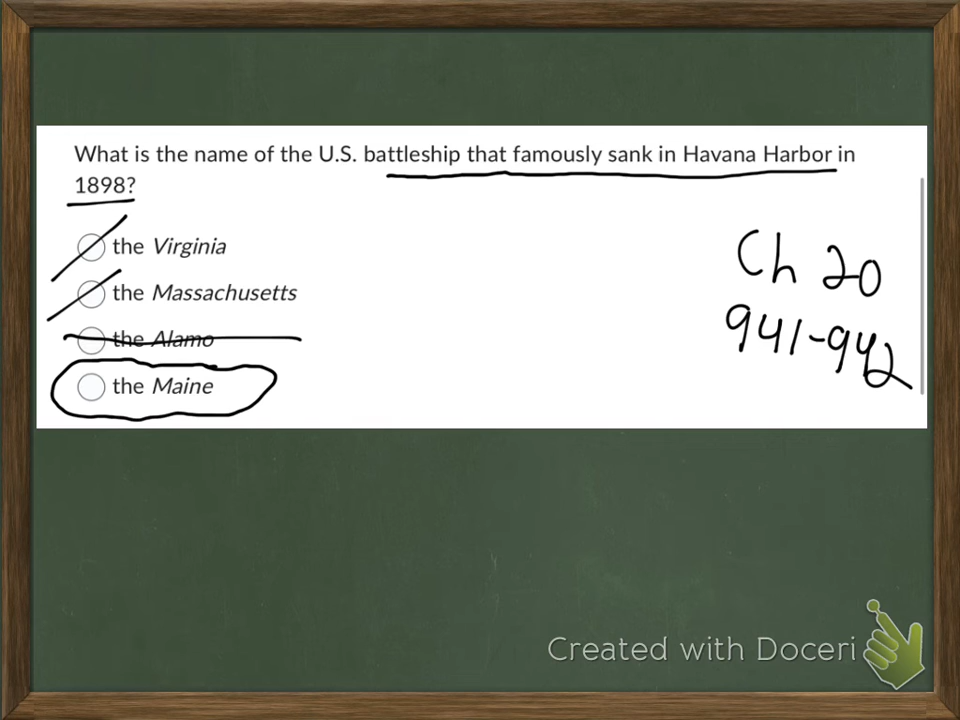 What is the name of the U.S. battleship that famously sank in Havana Harbor in
1898?
the Virginia
the Massachusetts
the Alamo
the Maine
Ch 20
941-942
Created with Doceri